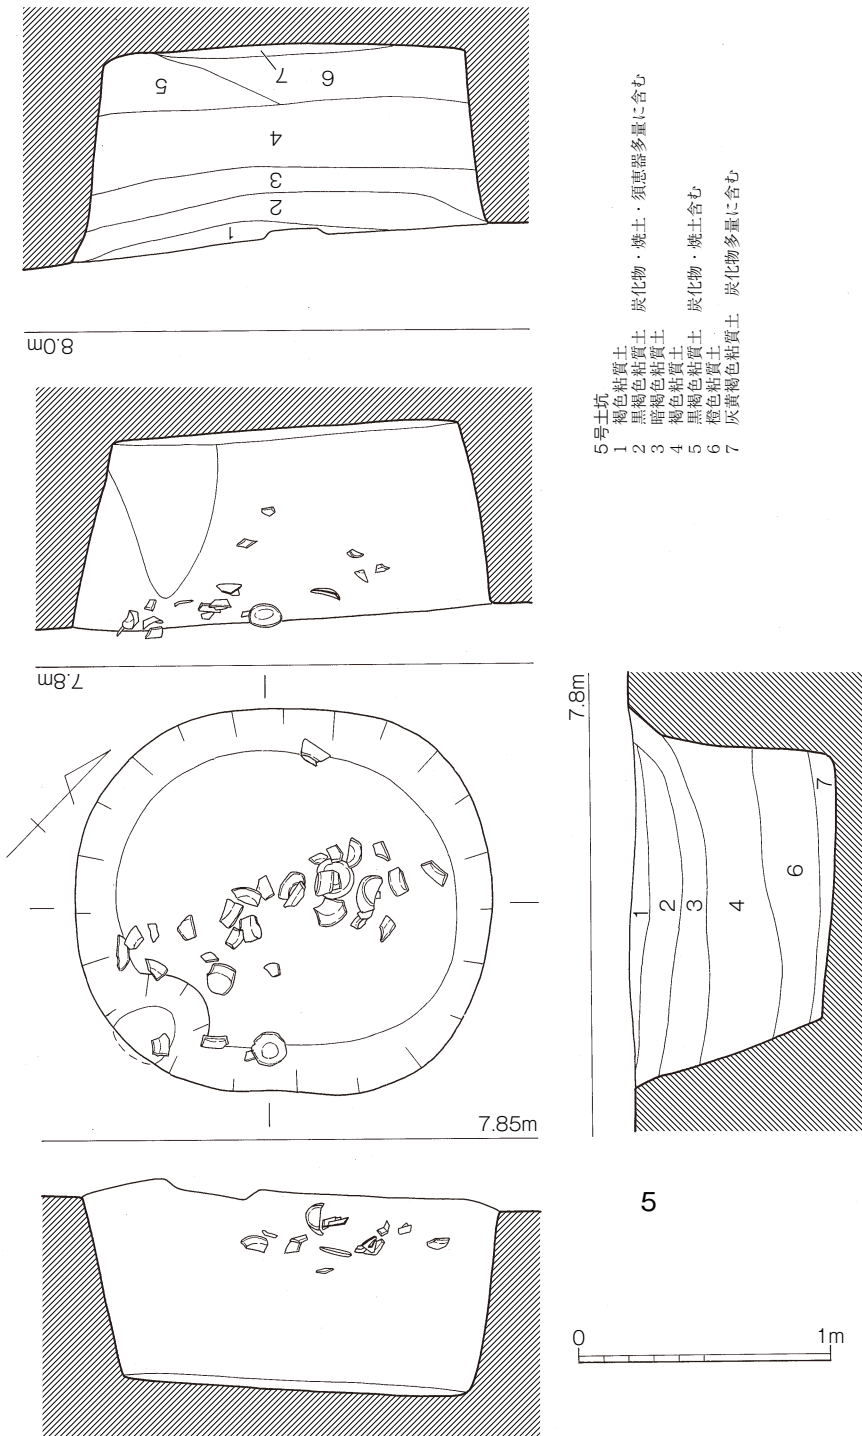 5
7
6
4
3
2
1
8.0m
5号土坑
1 褐色粘質土
2 黒褐色粘質土 炭化物・焼土・須恵器多量に含む
3 暗褐色粘質土
4 褐色粘質土
5 黒褐色粘質土 炭化物・焼土含む
6 橙色粘質土
7 灰黄褐色粘質土 炭化物多量に含む
7.8m
7.8m
1
2
3
4
6
7
7.85m
5
0
1m